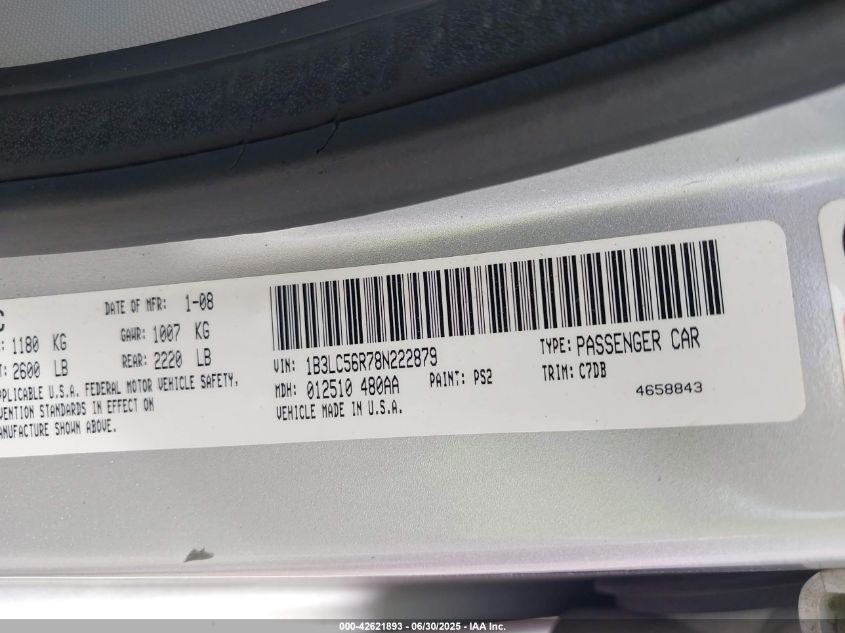 C
DATE OF MFR: 1-08
: 1180 KG GAWR: 1007 KG
T: 2600 LB REAR: 2220 LB
APPLICABLE U.S.A. FEDERAL MOTOR VEHICLE SAFETY,
VENTION STANDARDS IN EFFECT ON
MANUFACTURE SHOWN ABOVE.
VIN: 1B3LC56R78N222879 TYPE: PASSENGER CAR
MDH: 012510 480AA PAINT: PS2 TRIM: C7DB
VEHICLE MADE IN U.S.A. 4658843
000-42621893 - 06/30/2025 - IAA Inc.